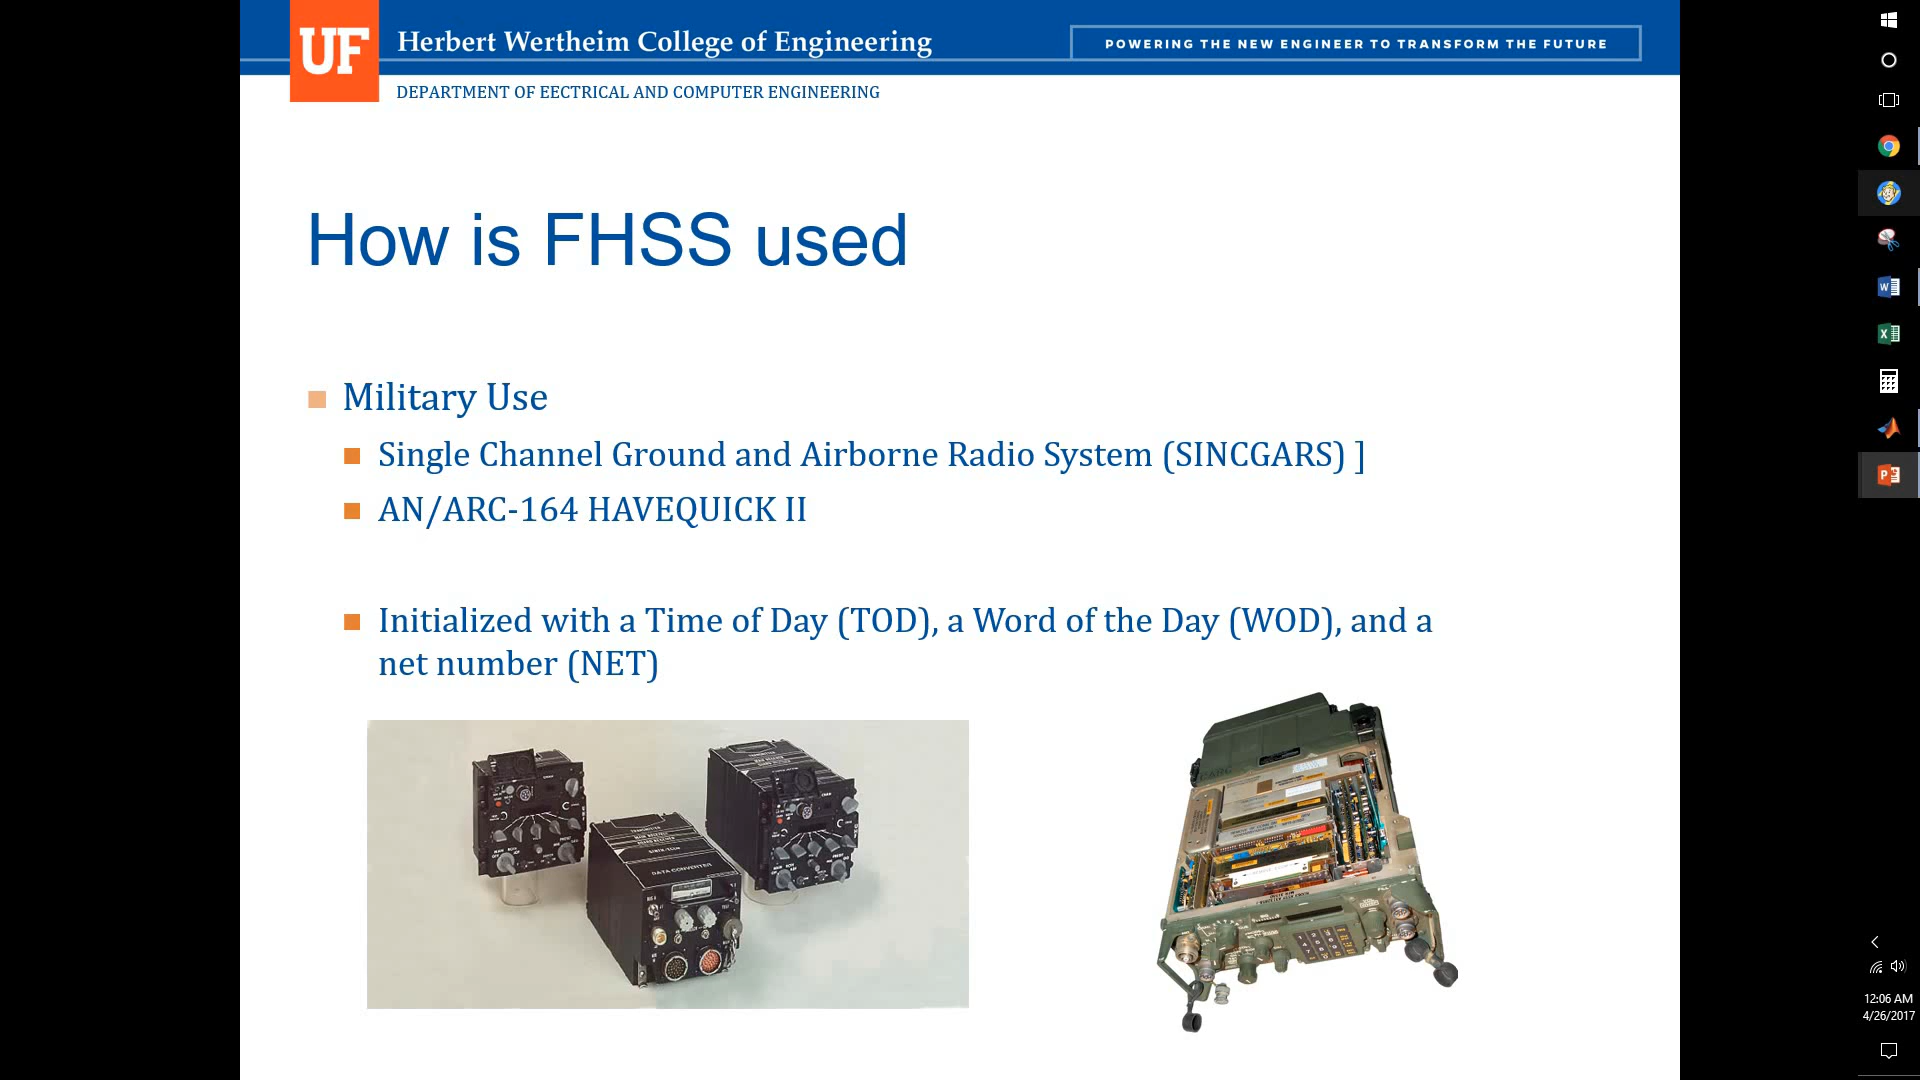 UF
Herbert Wertheim College of Engineering
POWERING THE NEW ENGINEER TO TRANSFORM THE FUTURE
DEPARTMENT OF EECTRICAL AND COMPUTER ENGINEERING
How is FHSS used
Military Use
Single Channel Ground and Airborne Radio System (SINCGARS) ]
AN/ARC-164 HAVEQUICK II
Initialized with a Time of Day (TOD), a Word of the Day (WOD), and a
net number (NET)
DATA CONVERTER
12:06 AM
4/26/2017